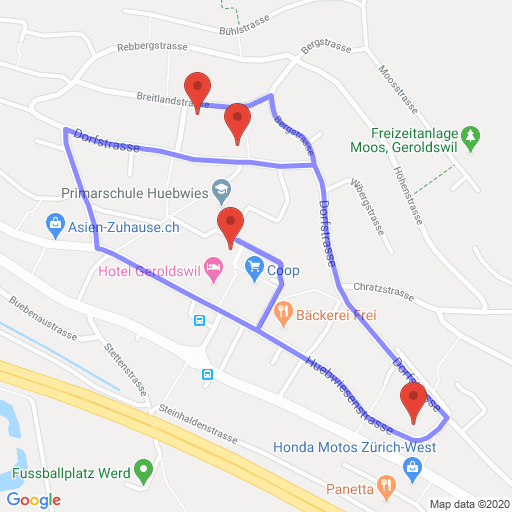 Bühlstrasse
Rebbergstrasse
Bergstrasse
Moosstrasse
Breitlandstrasse
Bergstrasse
Freizeitanlage
Moos, Geroldswil
Dorfstrasse
Höhenstrasse
Primarschule Huebwies
Wibergstrasse
Dorfstrasse
Asien-Zuhause.ch
Hotel Geroldswil
Coop
Chratzstrasse
Buebenaustrasse
Bäckerei Frei
Stettenstrasse
Huebwiesenstrasse
Dorfstrasse
Steinhaldenstrasse
Honda Motos Zürich-West
Fussballplatz Werd
Panetta
Google
Map data ©2020